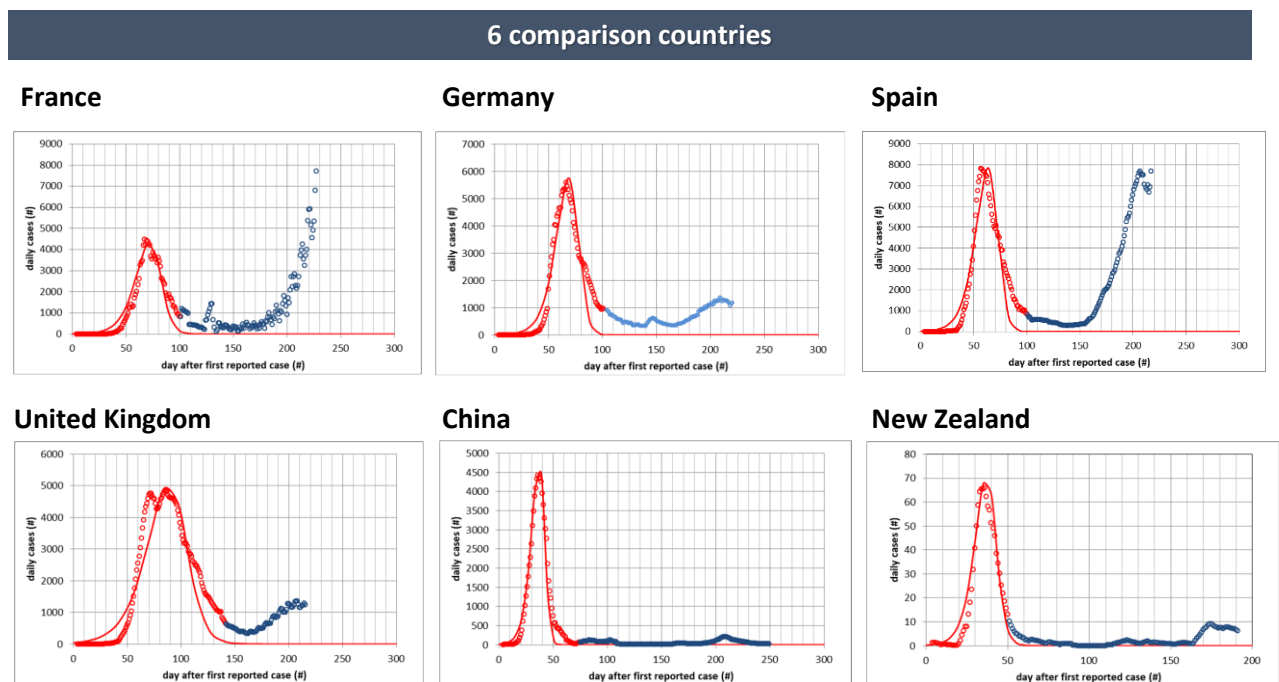 6 comparison countries
France
Germany
Spain
daily cases (#)
9000
8000
7000
6000
5000
4000
3000
2000
1000
0
0 50 100 150 200 250 300
day after first reported case (#)
daily cases (#)
7000
6000
5000
4000
3000
2000
1000
0
0 50 100 150 200 250 300
day after first reported case (#)
daily cases (#)
9000
8000
7000
6000
5000
4000
3000
2000
1000
0
0 50 100 150 200 250 300
day after first reported case (#)
United Kingdom
China
New Zealand
daily cases (#)
6000
5000
4000
3000
2000
1000
0
0 50 100 150 200 250 300
day after first reported case (#)
daily cases (#)
5000
4500
4000
3500
3000
2500
2000
1500
1000
500
0
0 50 100 150 200 250 300
day after first reported case (#)
daily cases (#)
80
70
60
50
40
30
20
10
0
0 50 100 150 200
day after first reported case (#)